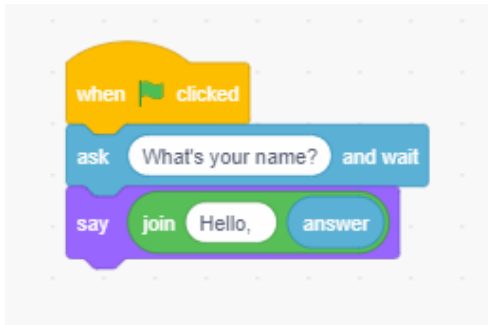 when clicked
ask What's your name? and wait
say join Hello, answer